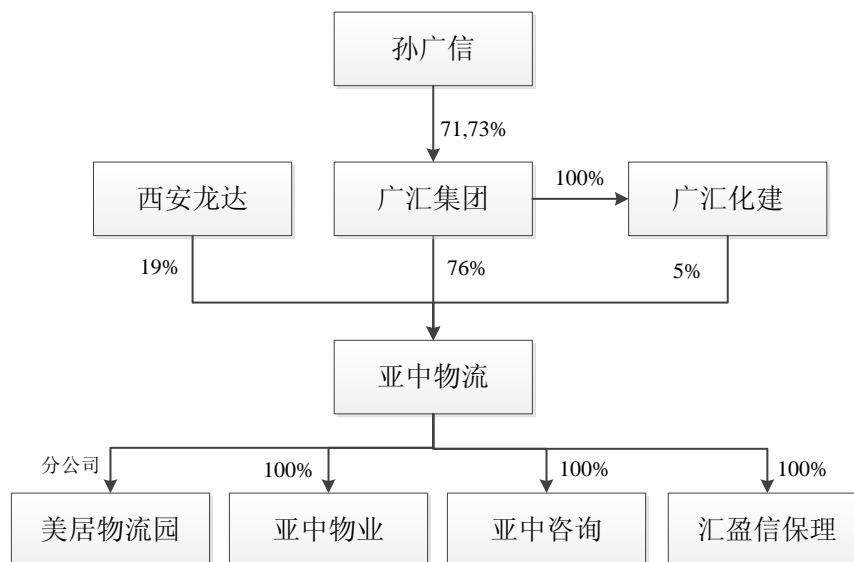 孙广信
71,73%
西安龙达
广汇集团
100%
广汇化建
19%
76%
5%
亚中物流
分公司
100%
100%
100%
美居物流园
亚中物业
亚中咨询
汇盈信保理